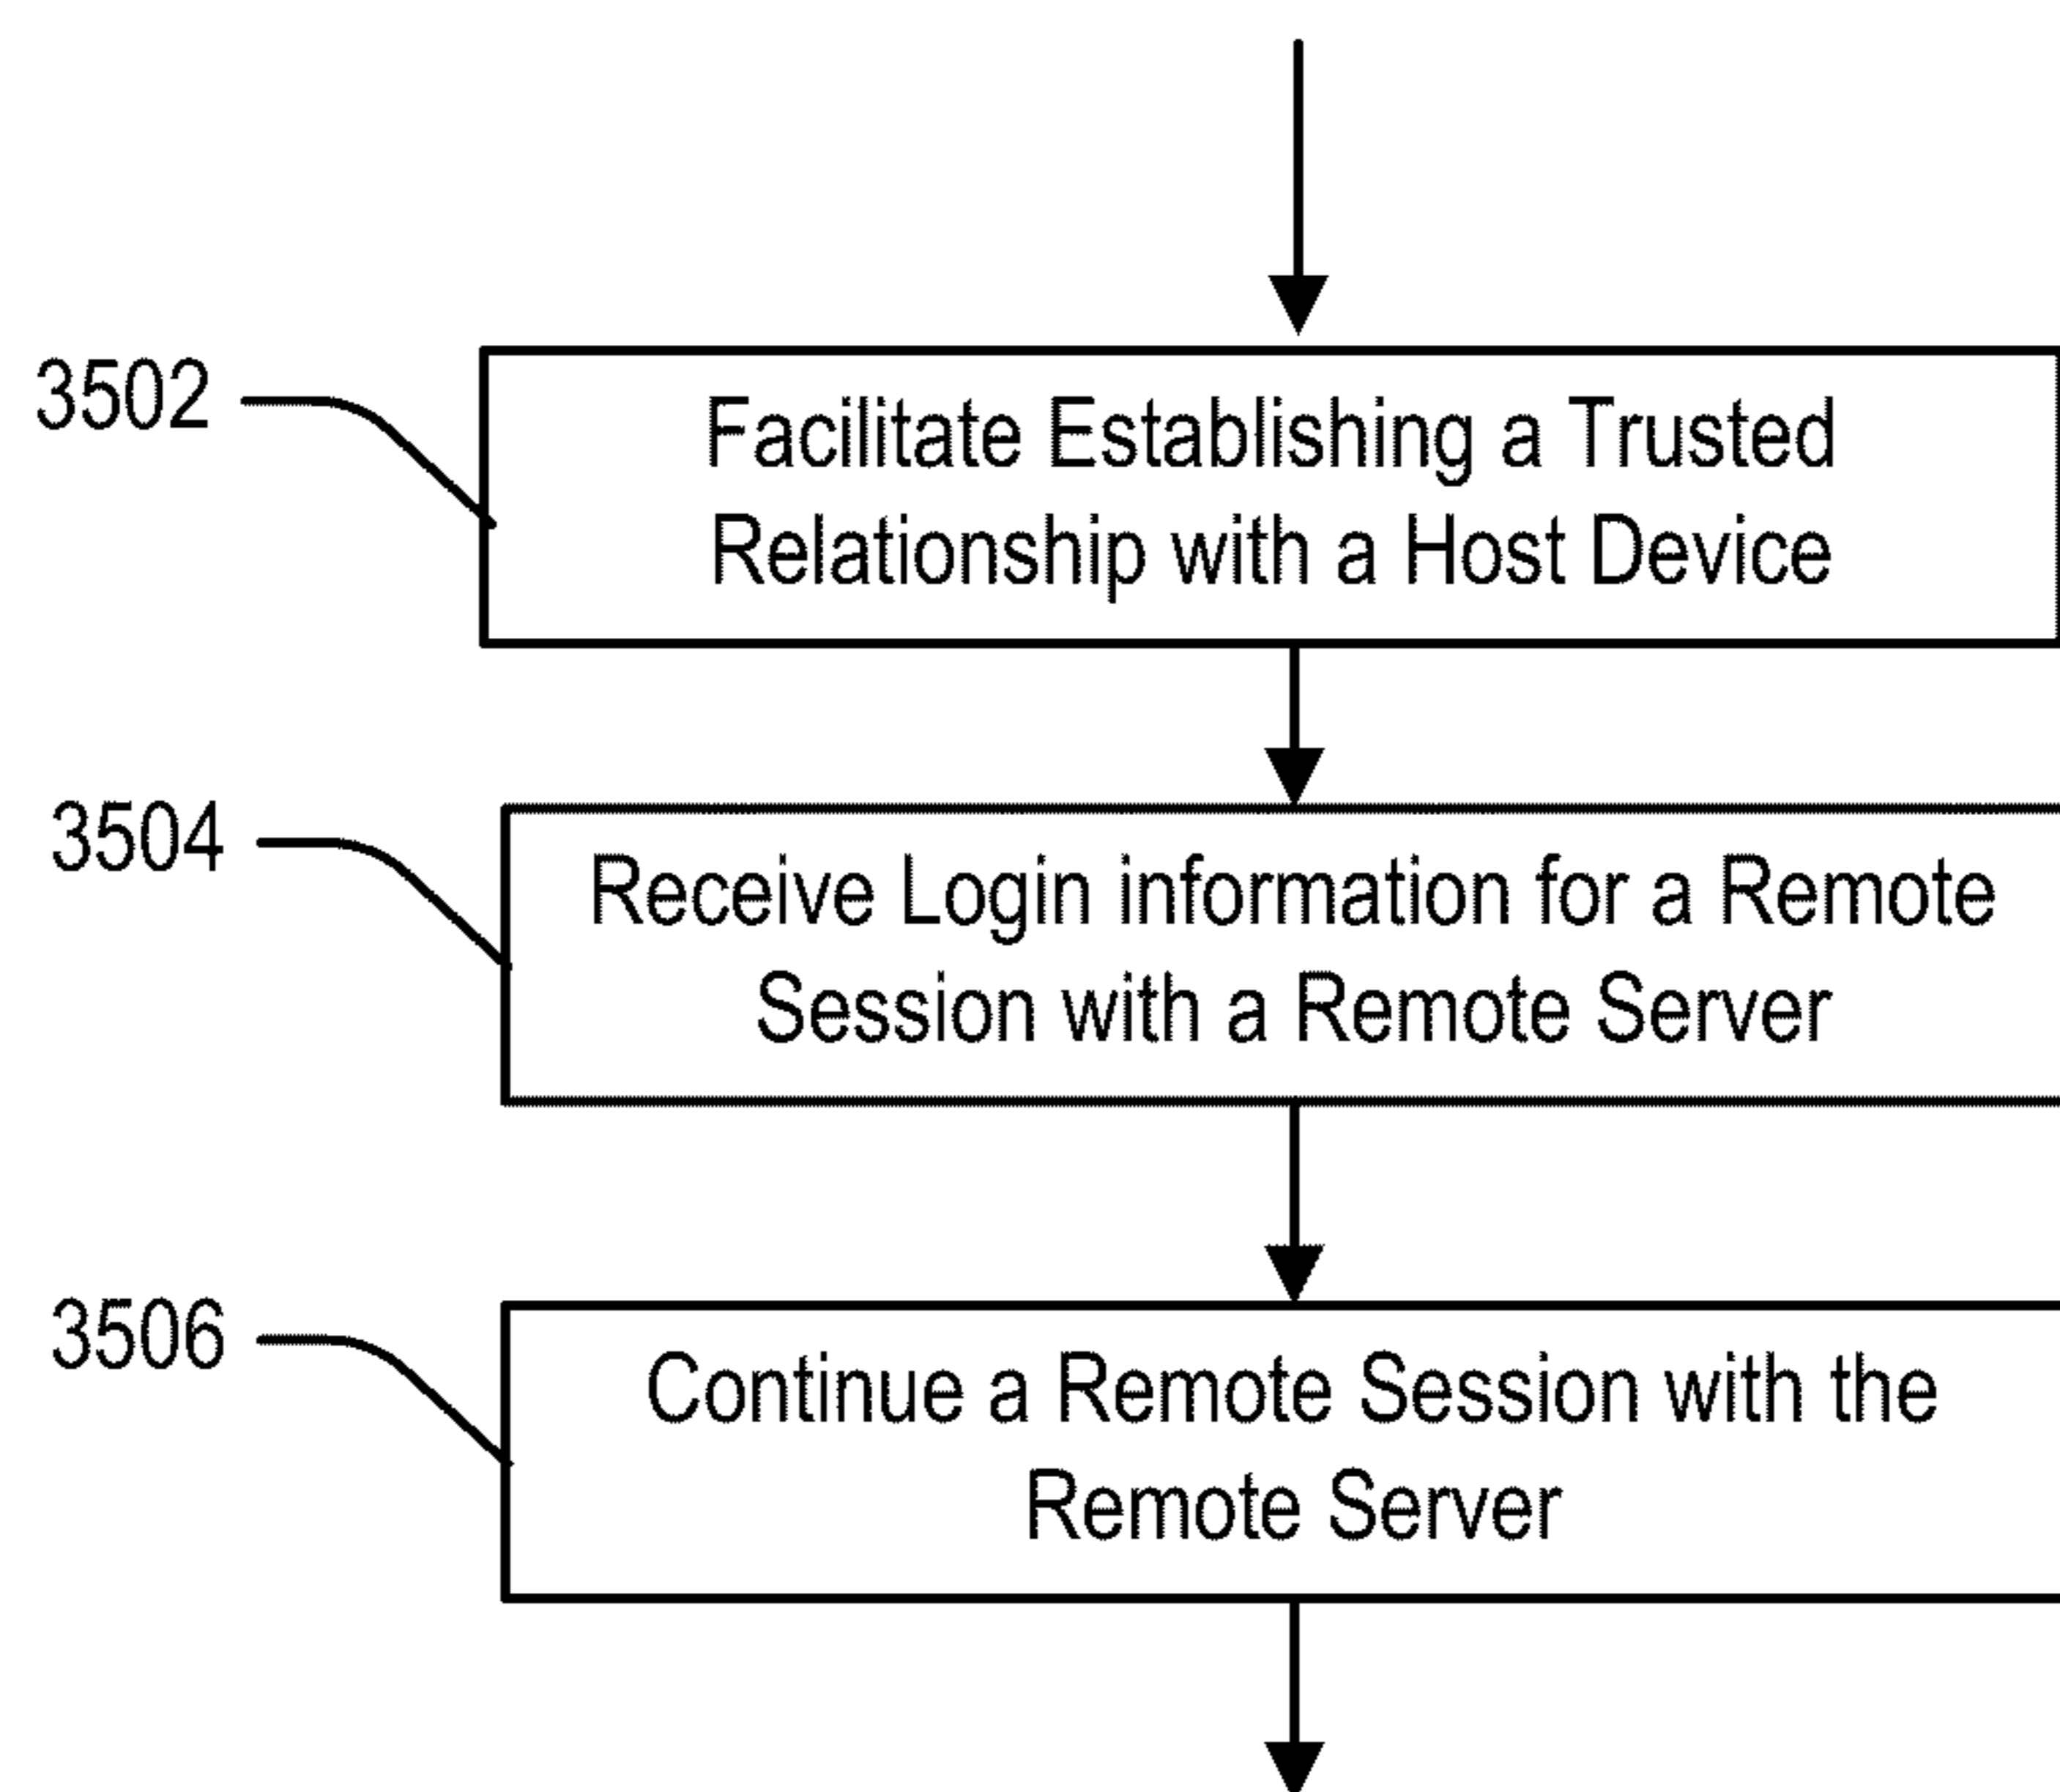 3502
Facilitate Establishing a Trusted
Relationship with a Host Device
3504
Receive Login information for a Remote
Session with a Remote Server
3506
Continue a Remote Session with the
Remote Server